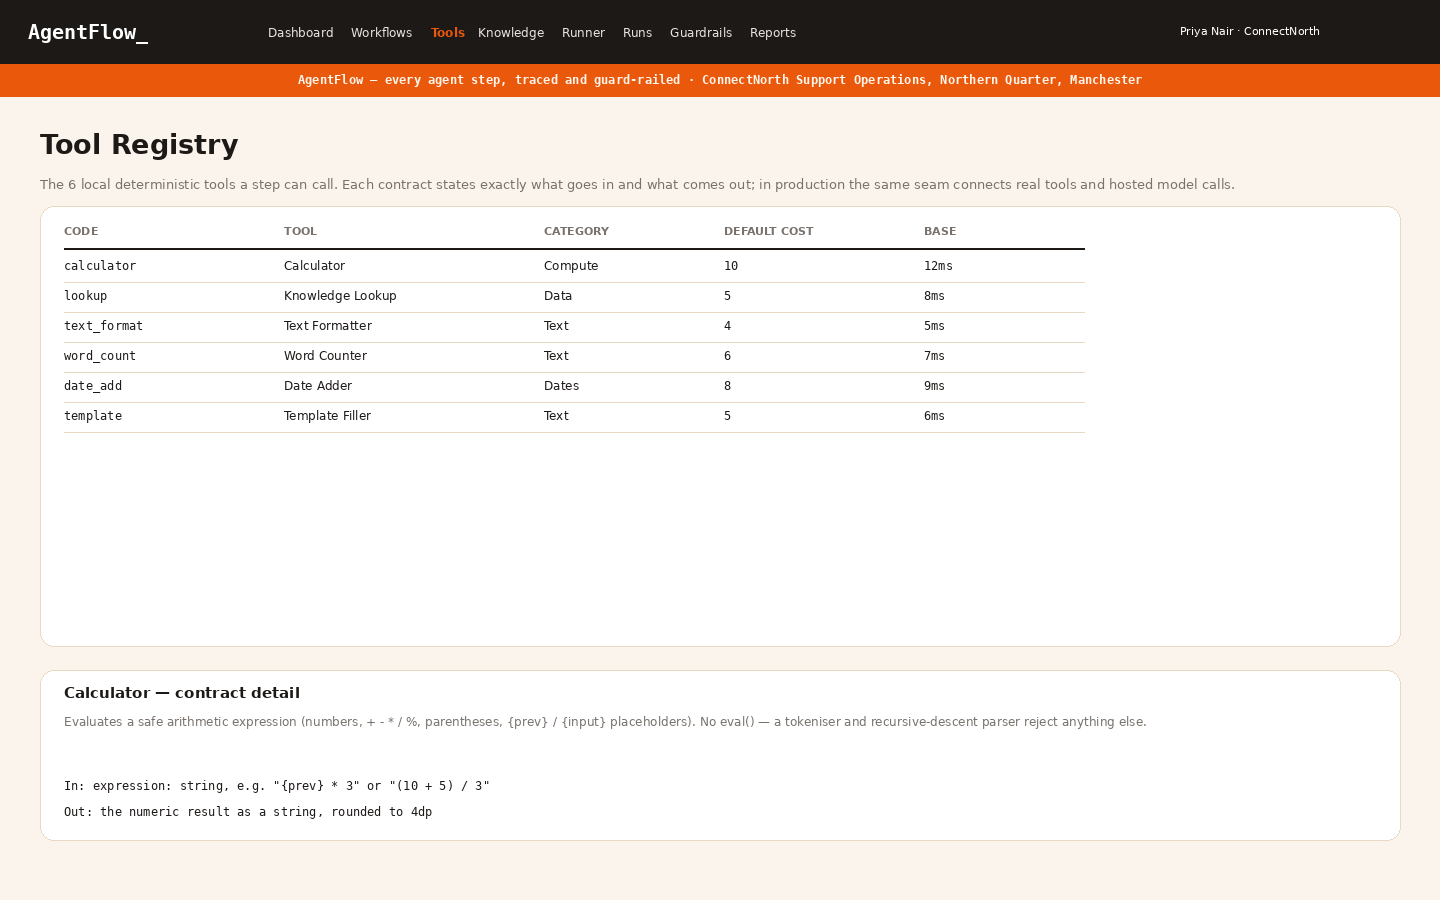 AgentFlow_
Dashboard Workflows Tools Knowledge Runner Runs Guardrails Reports
Priya Nair · ConnectNorth
AgentFlow — every agent step, traced and guard-railed · ConnectNorth Support Operations, Northern Quarter, Manchester
Tool Registry
The 6 local deterministic tools a step can call. Each contract states exactly what goes in and what comes out; in production the same seam connects real tools and hosted model calls.
CODE TOOL CATEGORY DEFAULT COST BASE
calculator Calculator Compute 10 12ms
lookup Knowledge Lookup Data 5 8ms
text_format Text Formatter Text 4 5ms
word_count Word Counter Text 6 7ms
date_add Date Adder Dates 8 9ms
template Template Filler Text 5 6ms
Calculator — contract detail
Evaluates a safe arithmetic expression (numbers, + - * / %, parentheses, {prev} / {input} placeholders). No eval() — a tokeniser and recursive-descent parser reject anything else.
In: expression: string, e.g. "{prev} * 3" or "(10 + 5) / 3"
Out: the numeric result as a string, rounded to 4dp